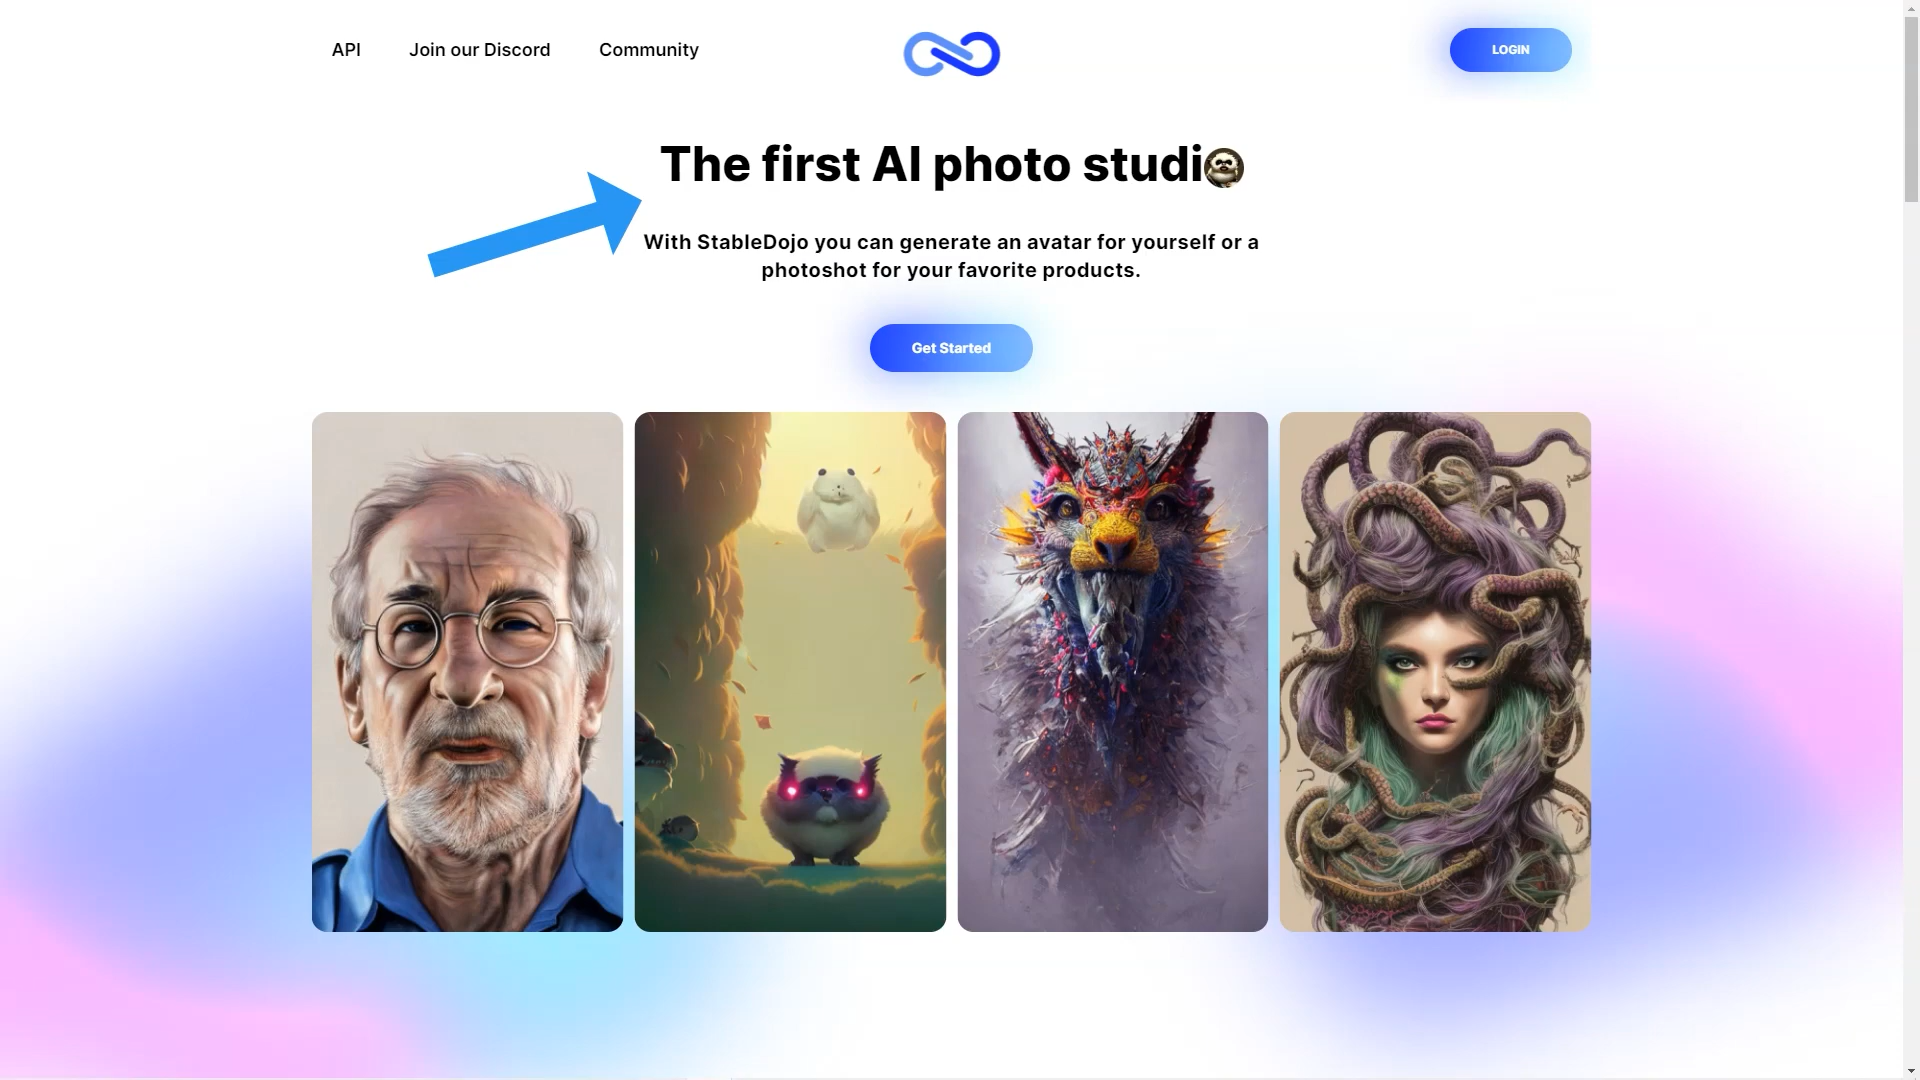 API
Join our Discord
Community
LOGIN
The first AI photo studi
With StableDojo you can generate an avatar for yourself or a
photoshot for your favorite products.
Get Started